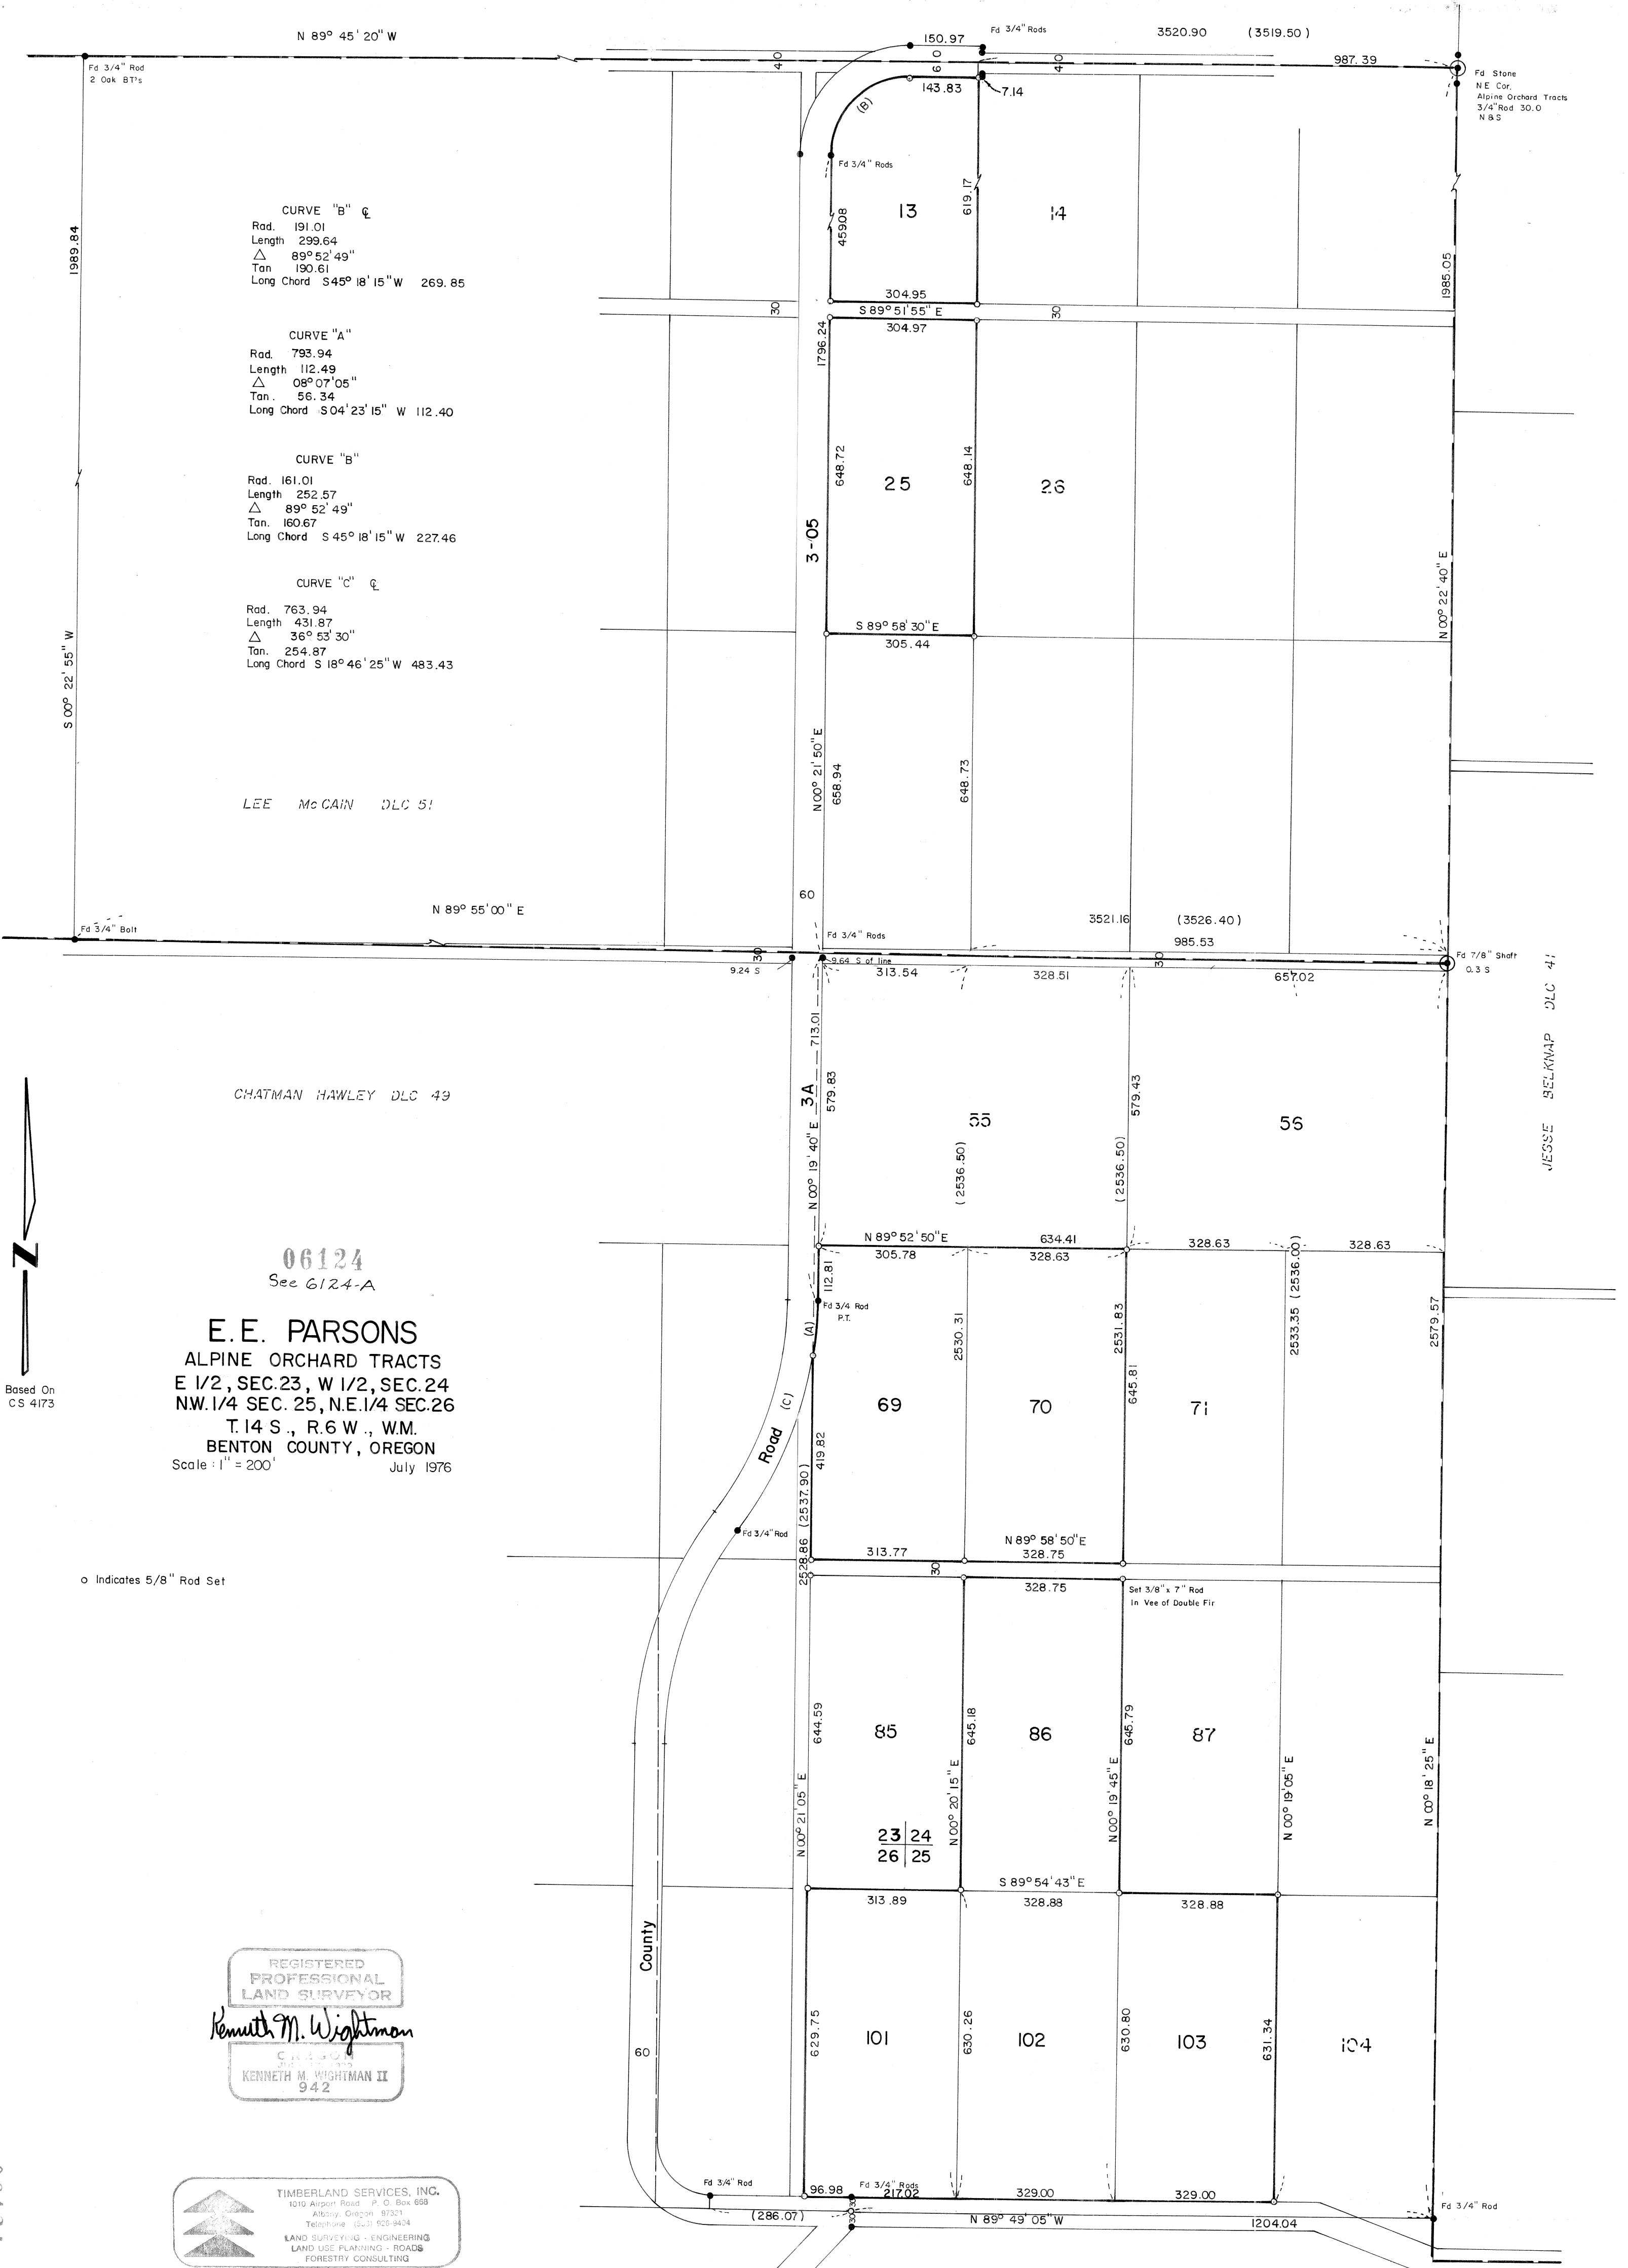 N 89° 45' 20" W
150.97
Fd 3/4" Rods
3520.90 (3519.50)
987.39
Fd 3/4" Rod
2 Oak BT's
40
60
40
143.83
7.14
(B)
Fd Stone
N E Cor.
Alpine Orchard Tracts
3/4" Rod 30.0
N & S
Fd 3/4" Rods
1989.84
S 00° 22' 55" W
CURVE "B" ℄
Rad. 191.01
Length 299.64
△ 89° 52' 49"
Tan 190.61
Long Chord S 45° 18' 15" W 269.85
CURVE "A"
Rad. 793.94
Length 112.49
△ 08° 07' 05"
Tan. 56.34
Long Chord S 04' 23' 15" W 112.40
CURVE "B"
Rad. 161.01
Length 252.57
△ 89° 52' 49"
Tan. 160.67
Long Chord S 45° 18' 15" W 227.46
CURVE "C" ℄
Rad. 763.94
Length 431.87
△ 36° 53' 30"
Tan. 254.87
Long Chord S 18° 46' 25" W 483.43
459.08
13
619.17
14
1985.05
304.95
30
S 89° 51' 55" E
30
304.97
1796.24
648.72
25
648.14
26
3-05
N 00° 22' 40" E
S 89° 58' 30" E
305.44
N 00° 21' 50" E
658.94
648.73
LEE McCAIN DLC 51
60
N 89° 55' 00" E
3521.16 (3526.40)
985.53
Fd 3/4" Bolt
Fd 3/4" Rods
30
9.24 S
9.64 S of line
313.54
328.51
30
657.02
Fd 7/8" Shaft
0.3 S
JESSE BELKNAP DLC 41
CHATMAN HAWLEY DLC 49
713.01
3A
N 00° 19' 40" E
579.83
55
579.43
56
(2536.50)
(2536.50)
N 89° 52' 50" E
634.41
305.78
328.63
328.63
328.63
112.81
Fd 3/4 Rod
P.T.
(A)
(C)
Road
N
Based On
CS 4173
06124
See 6124-A
E. E. PARSONS
ALPINE ORCHARD TRACTS
E 1/2, SEC. 23, W 1/2, SEC. 24
N.W. 1/4 SEC. 25, N.E. 1/4 SEC. 26
T. 14 S., R. 6 W., W.M.
BENTON COUNTY, OREGON
Scale : 1" = 200' July 1976
2530.31
2531.83
2533.35 (2536.00)
2579.57
645.81
69
70
71
419.82
2528.86 (2537.90)
Fd 3/4" Rod
313.77
N 89° 58' 50" E
328.75
30
328.75
Set 3/8" x 7" Rod
In Vee of Double Fir
o Indicates 5/8" Rod Set
644.59
85
645.18
86
645.79
87
N 00° 21' 05" E
N 00° 20' 15" E
N 00° 19' 45" E
N 00° 19' 05" E
N 00° 18' 25" E
23 24
26 25
S 89° 54' 43" E
313.89
328.88
328.88
County
60
629.75
101
630.26
102
630.80
103
631.34
104
REGISTERED
PROFESSIONAL
LAND SURVEYOR
Kenneth M. Wightman
KENNETH M. WIGHTMAN II
942
TIMBERLAND SERVICES, INC.
1019 Airport Road P. O. Box 668
Albany, Oregon 97321
LAND SURVEYING - ENGINEERING
LAND USE PLANNING - ROADS
FORESTRY CONSULTING
Fd 3/4" Rod
96.98
Fd 3/4" Rods
217.02
329.00
329.00
Fd 3/4" Rod
(286.07)
30
30
N 89° 49' 05" W
1204.04